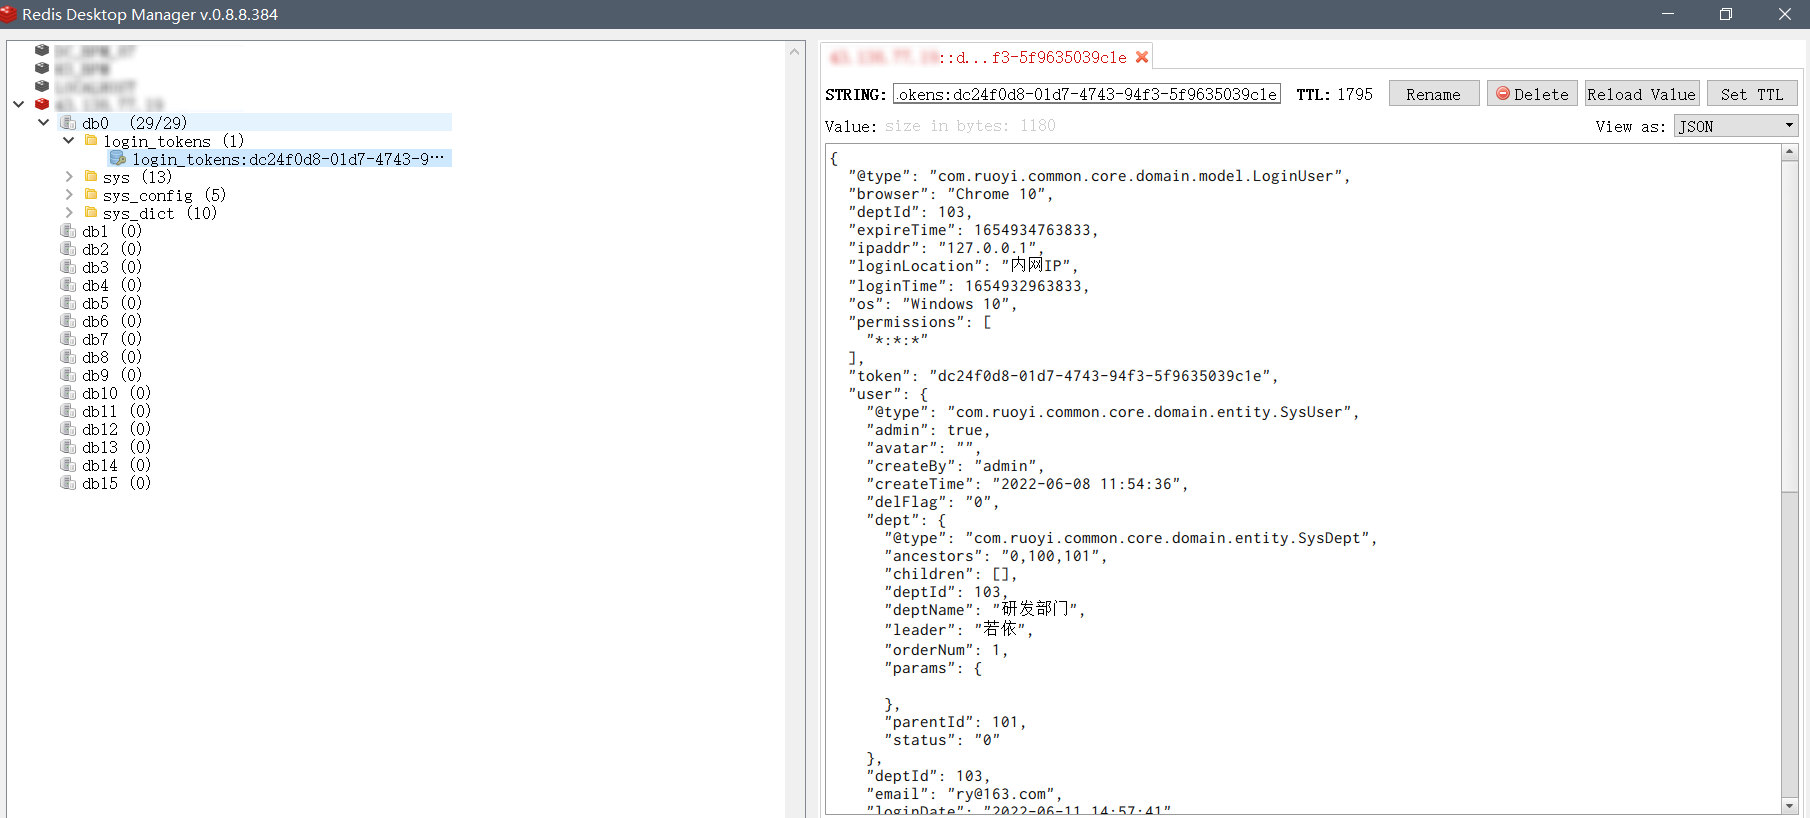 Redis Desktop Manager v.0.8.8.384
db0 (29/29)
login_tokens (1)
login_tokens:dc24f0d8-01d7-4743-9···
sys (13)
sys_config (5)
sys_dict (10)
db1 (0)
db2 (0)
db3 (0)
db4 (0)
db5 (0)
db6 (0)
db7 (0)
db8 (0)
db9 (0)
db10 (0)
db11 (0)
db12 (0)
db13 (0)
db14 (0)
db15 (0)
::d...f3-5f9635039c1e
STRING: .okens:dc24f0d8-01d7-4743-94f3-5f9635039c1e TTL: 1795 Rename Delete Reload Value Set TTL
Value: size in bytes: 1180 View as: JSON
{
"@type": "com.ruoyi.common.core.domain.model.LoginUser",
"browser": "Chrome 10",
"deptId": 103,
"expireTime": 1654934763833,
"ipaddr": "127.0.0.1",
"loginLocation": "内网IP",
"loginTime": 1654932963833,
"os": "Windows 10",
"permissions": [
"*:*:*"
],
"token": "dc24f0d8-01d7-4743-94f3-5f9635039c1e",
"user": {
"@type": "com.ruoyi.common.core.domain.entity.SysUser",
"admin": true,
"avatar": "",
"createBy": "admin",
"createTime": "2022-06-08 11:54:36",
"delFlag": "0",
"dept": {
"@type": "com.ruoyi.common.core.domain.entity.SysDept",
"ancestors": "0,100,101",
"children": [],
"deptId": 103,
"deptName": "研发部门",
"leader": "若依",
"orderNum": 1,
"params": {
},
"parentId": 101,
"status": "0"
},
"deptId": 103,
"email": "ry@163.com",
"loginDate": "2022-06-11 14:57:41"